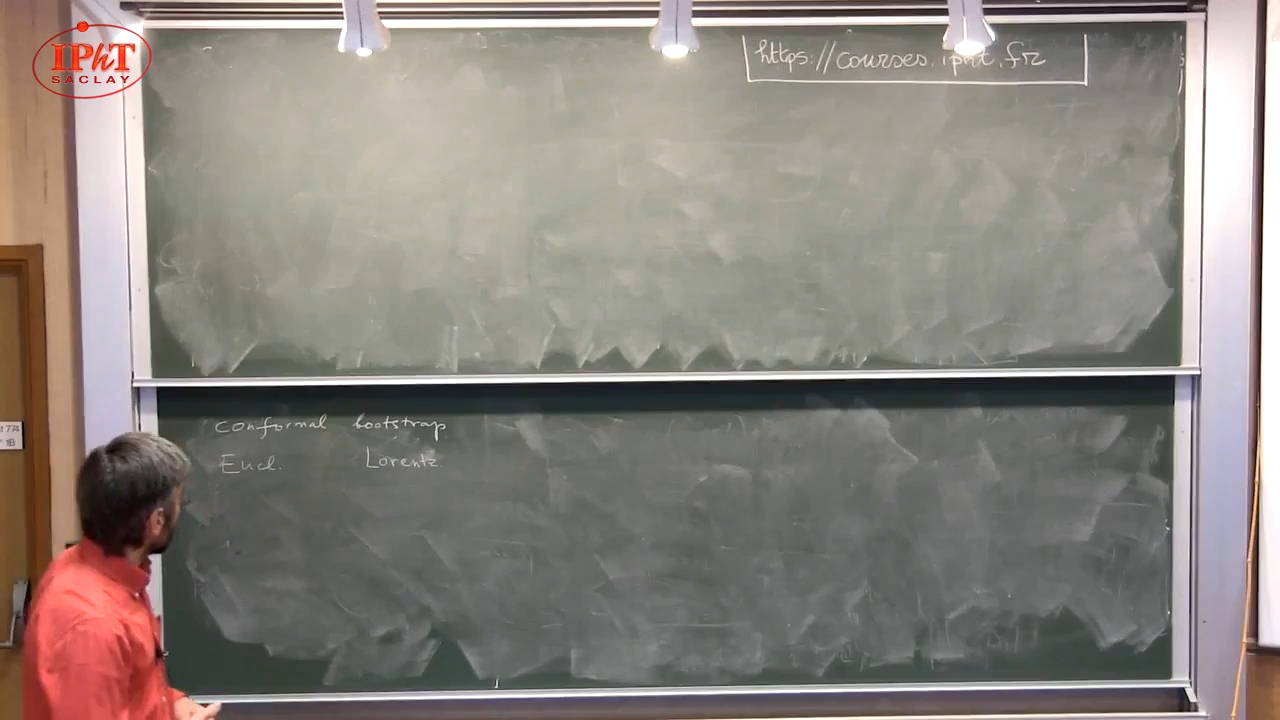 IPhT
SACLAY
https://courses.ipht.fr
conformal bootstrap
Eucl. Lorentz